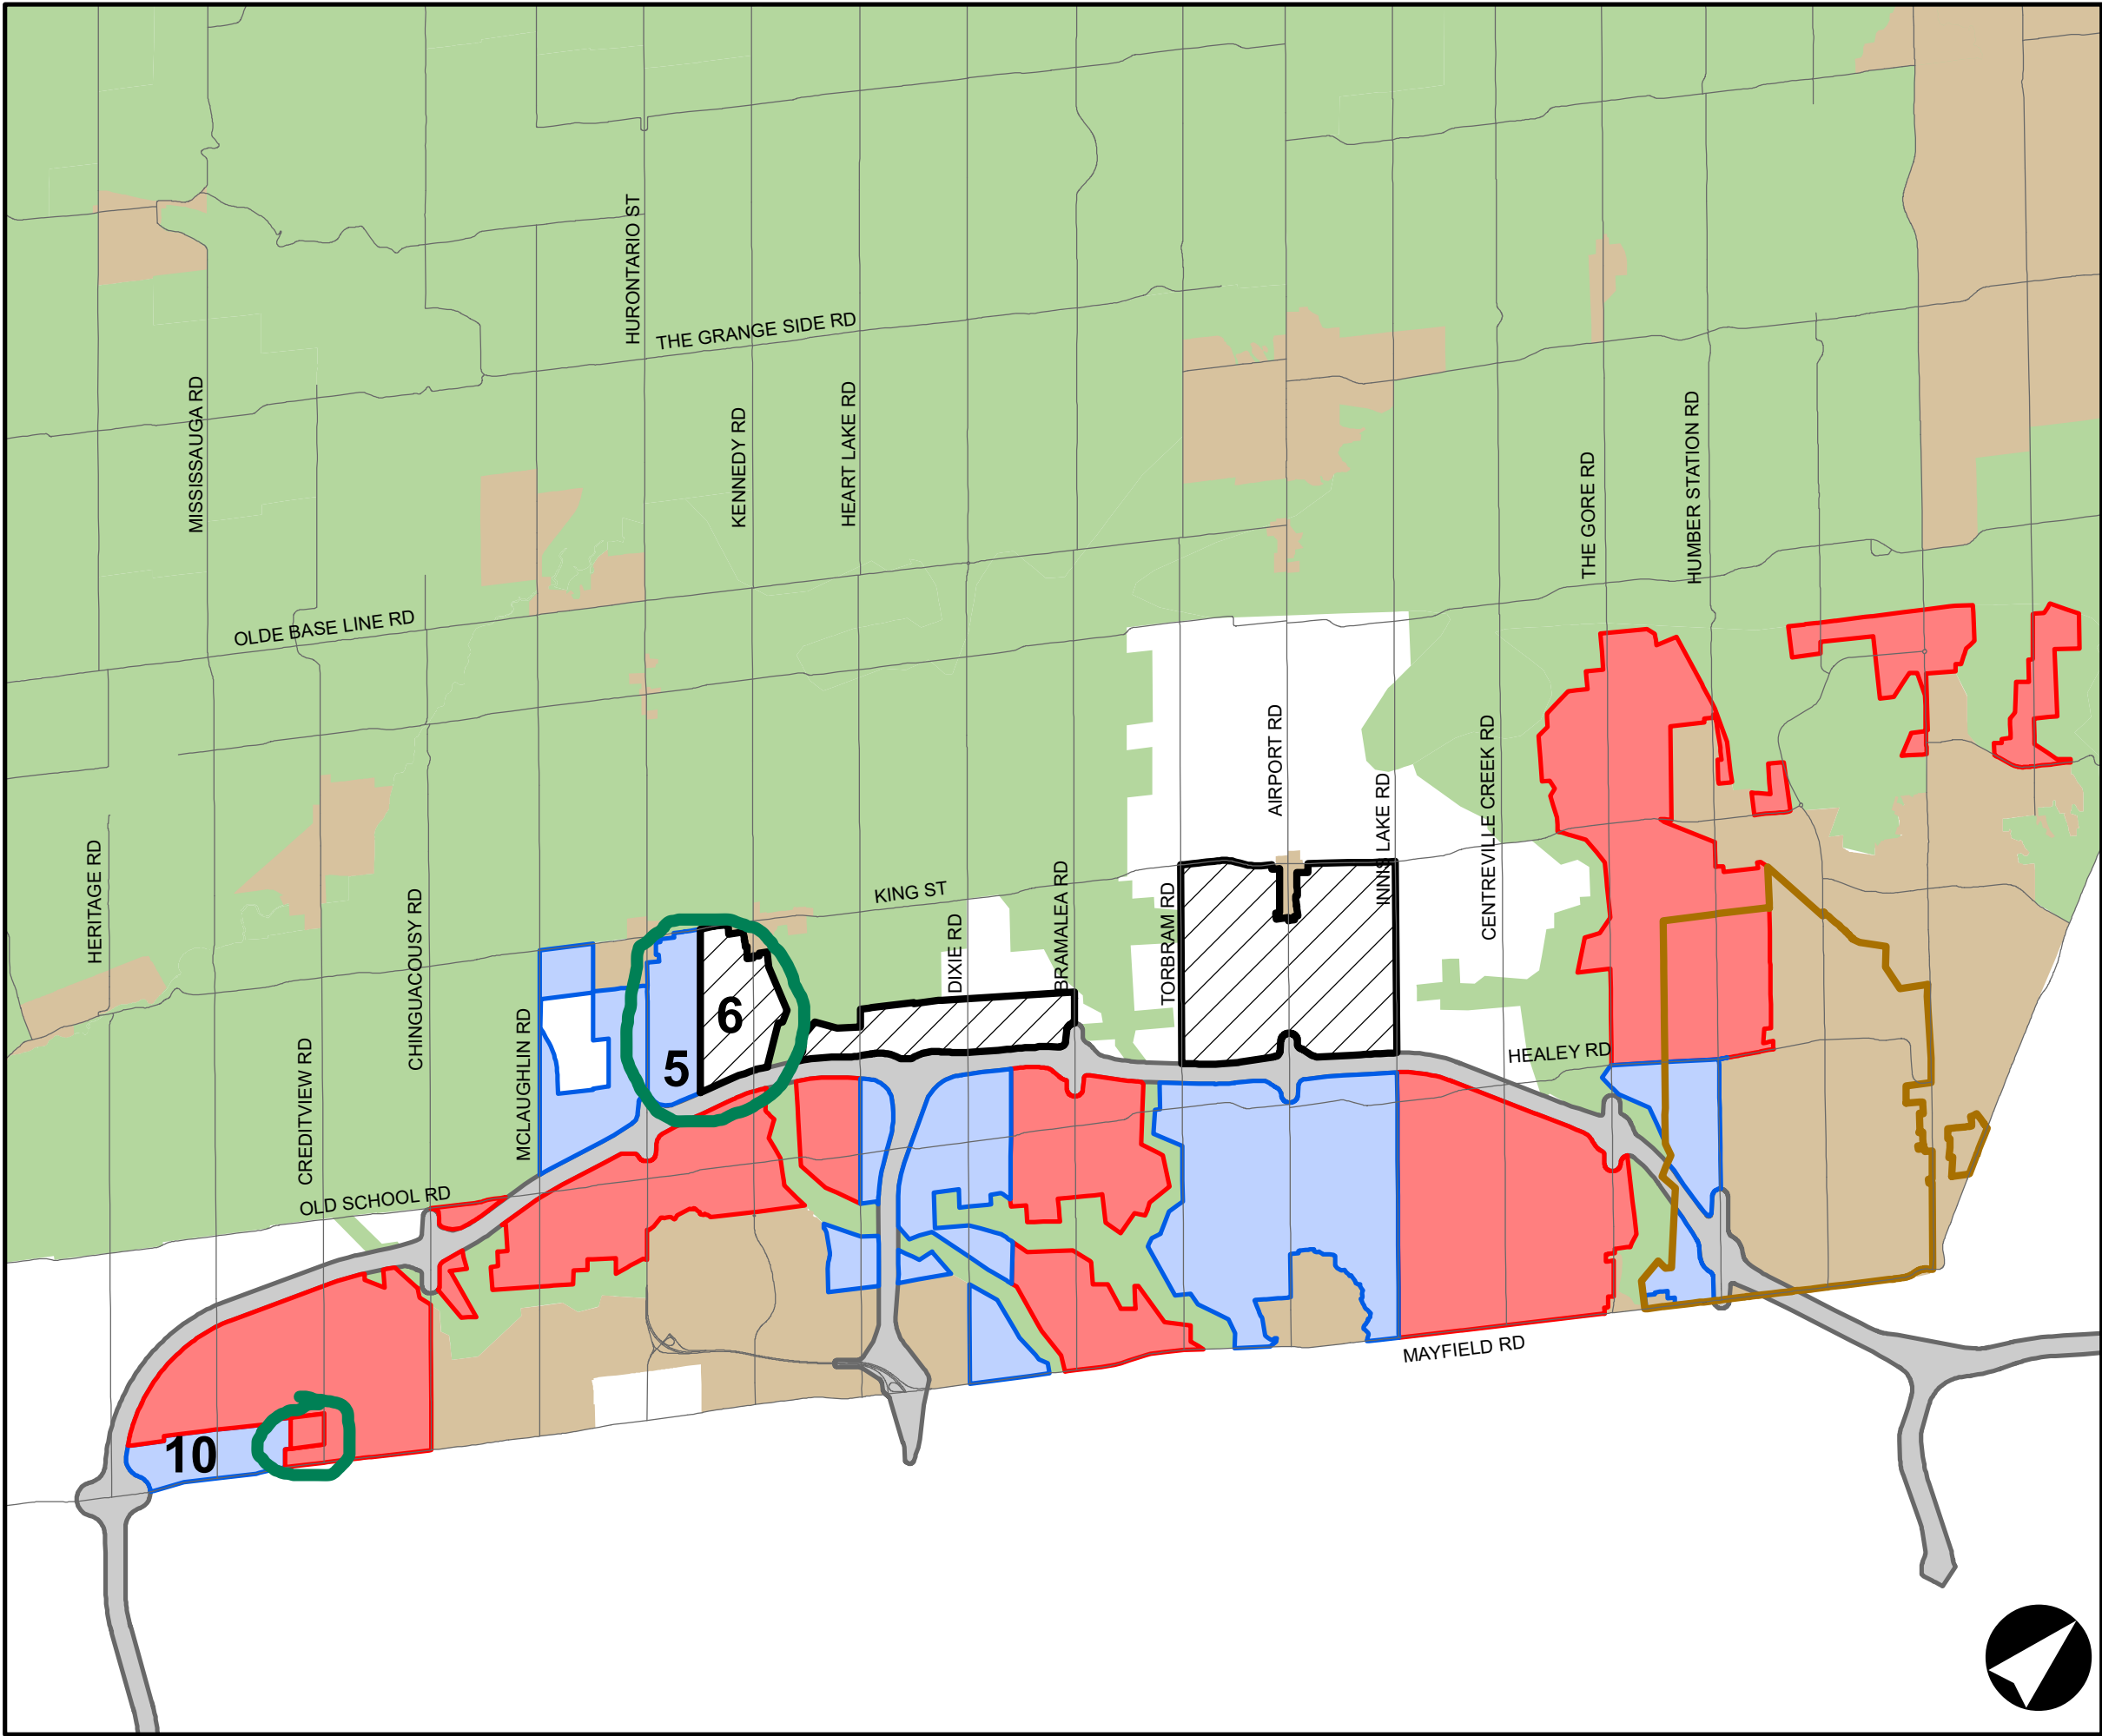 HURONTARIO ST
THE GRANGE SIDE RD
MISSISSAUGA RD
KENNEDY RD
HEART LAKE RD
HUMBER STATION RD
THE GORE RD
OLDE BASE LINE RD
AIRPORT RD
CENTREVILLE CREEK RD
INNIS LAKE RD
HERITAGE RD
CHINGUACOUSY RD
KING ST
BRAMALEA RD
TORBRAM RD
DIXIE RD
6
5
MCLAUGHLIN RD
CREDITVIEW RD
HEALEY RD
OLD SCHOOL RD
MAYFIELD RD
10